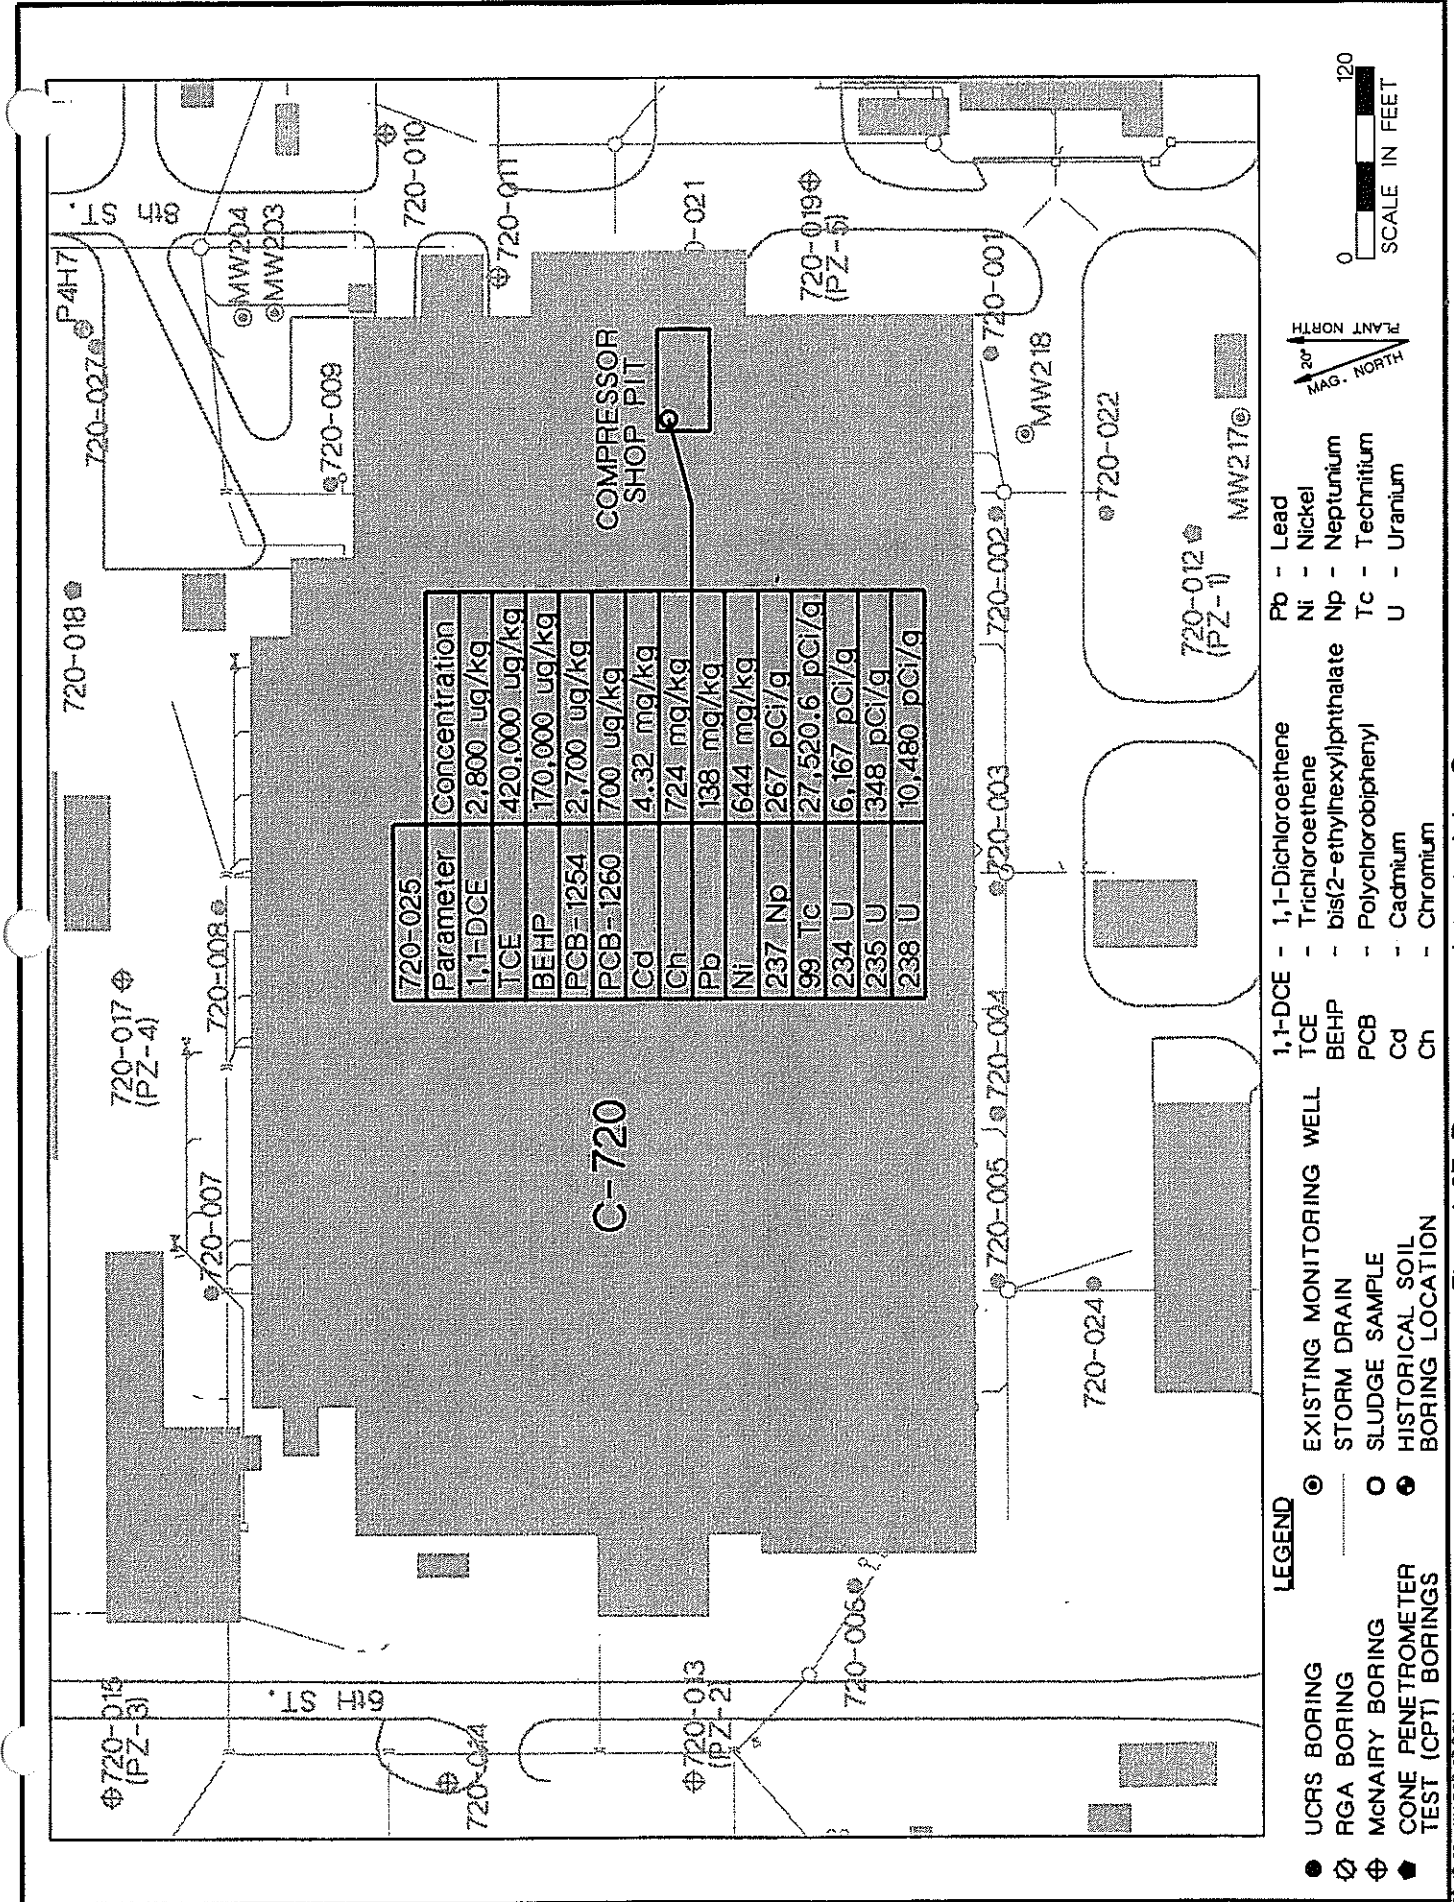 720-015
(PZ-3)
6tH ST.
720-014
720-013
(PZ-2)
720-006
720-007
720-017
(PZ-4)
720-008
720-018
720-027
P4H7
8th ST.
MW204
MW203
720-009
720-010
720-011
720-021
720-019
(PZ-5)
COMPRESSOR
SHOP PIT
C-720
720-025
Parameter Concentration
1,1-DCE 2,800 ug/kg
TCE 420,000 ug/kg
BEHP 170,000 ug/kg
PCB-1254 2,700 ug/kg
PCB-1260 700 ug/kg
Cd 4.32 mg/kg
Ch 724 mg/kg
Pb 138 mg/kg
Ni 644 mg/kg
237 Np 267 pCi/g
99 Tc 27,520.6 pCi/g
234 U 6,167 pCi/g
235 U 348 pCi/g
238 U 10,480 pCi/g
720-005
720-004
720-003
720-002
720-001
MW218
720-024
720-022
720-012
(PZ-1)
MW217
LEGEND
UCRS BORING
RGA BORING
McNAIRY BORING
CONE PENETROMETER
TEST (CPT) BORINGS
EXISTING MONITORING WELL
STORM DRAIN
SLUDGE SAMPLE
HISTORICAL SOIL
BORING LOCATION
1,1-DCE - 1,1-Dichloroethene
TCE - Trichloroethene
BEHP - bis(2-ethylhexyl)phthalate
PCB - Polychlorobiphenyl
Cd - Cadmium
Ch - Chromium
Pb - Lead
Ni - Nickel
Np - Neptunium
Tc - Technitium
U - Uranium
20°
MAG. NORTH
PLANT NORTH
0 120
SCALE IN FEET